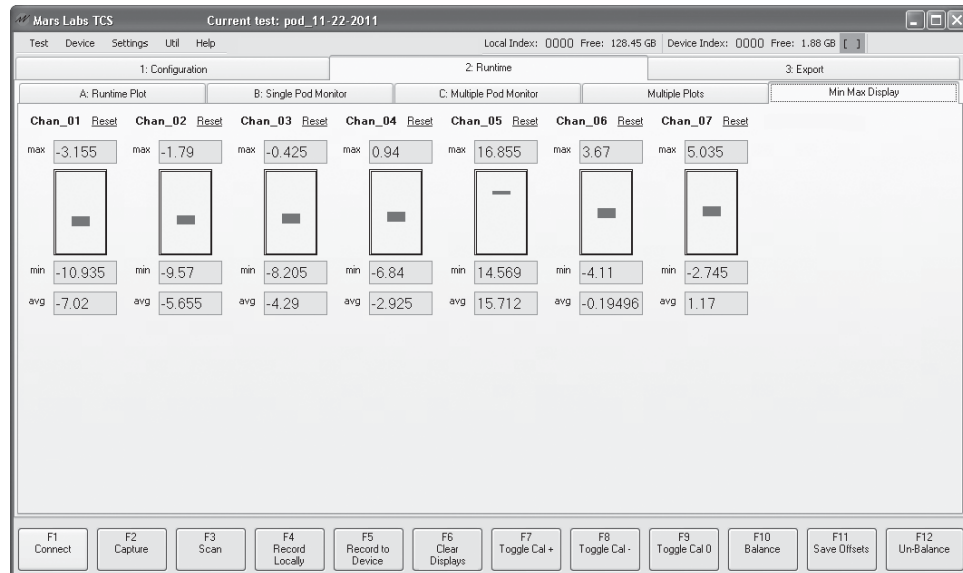 Mars Labs TCS Current test: pod_11-22-2011
Test Device Settings Util Help Local Index: 0000 Free: 128.45 GB Device Index: 0000 Free: 1.88 GB [ ]
1: Configuration 2: Runtime 3: Export
A: Runtime Plot B: Single Pod Monitor C: Multiple Pod Monitor Multiple Plots Min Max Display
Chan_01 Reset Chan_02 Reset Chan_03 Reset Chan_04 Reset Chan_05 Reset Chan_06 Reset Chan_07 Reset
max -3.155 max -1.79 max -0.425 max 0.94 max 16.855 max 3.67 max 5.035
min -10.935 min -9.57 min -8.205 min -6.84 min 14.569 min -4.11 min -2.745
avg -7.02 avg -5.655 avg -4.29 avg -2.925 avg 15.712 avg -0.19496 avg 1.17
F1 F2 F3 F4 F5 F6 F7 F8 F9 F10 F11 F12
Connect Capture Scan Record Locally Record to Device Clear Displays Toggle Cal + Toggle Cal - Toggle Cal 0 Balance Save Offsets Un-Balance